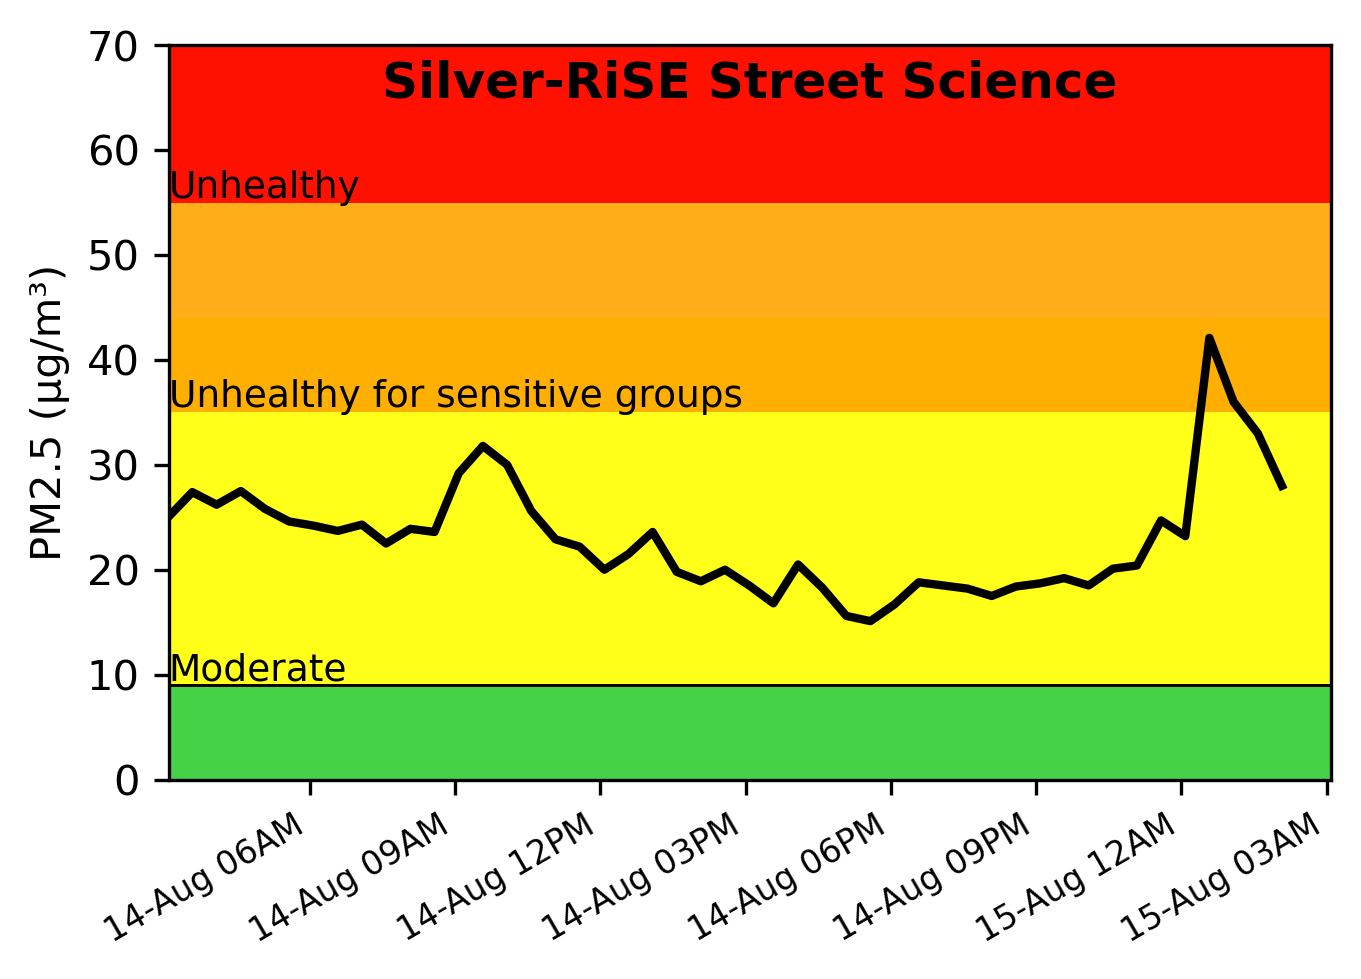 Silver-RiSE Street Science
70
60
50
40
30
20
10
0
PM2.5 (µg/m³)
Unhealthy
Unhealthy for sensitive groups
Moderate
14-Aug 06AM
14-Aug 09AM
14-Aug 12PM
14-Aug 03PM
14-Aug 06PM
14-Aug 09PM
15-Aug 12AM
15-Aug 03AM